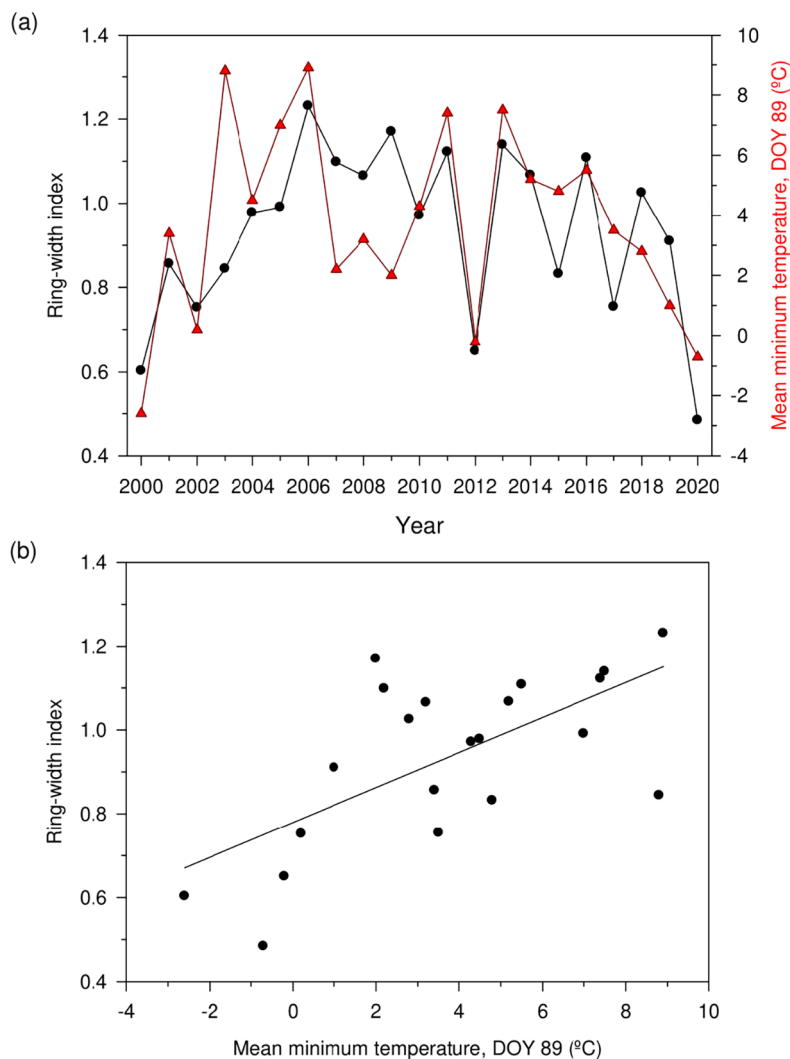 (a)
1.4
1.2
1.0
0.8
0.6
0.4
Ring-width index
10
8
6
4
2
0
-2
-4
Mean minimum temperature, DOY 89 (ºC)
2000 2002 2004 2006 2008 2010 2012 2014 2016 2018 2020
Year
(b)
1.4
1.2
1.0
0.8
0.6
0.4
Ring-width index
-4 -2 0 2 4 6 8 10
Mean minimum temperature, DOY 89 (ºC)